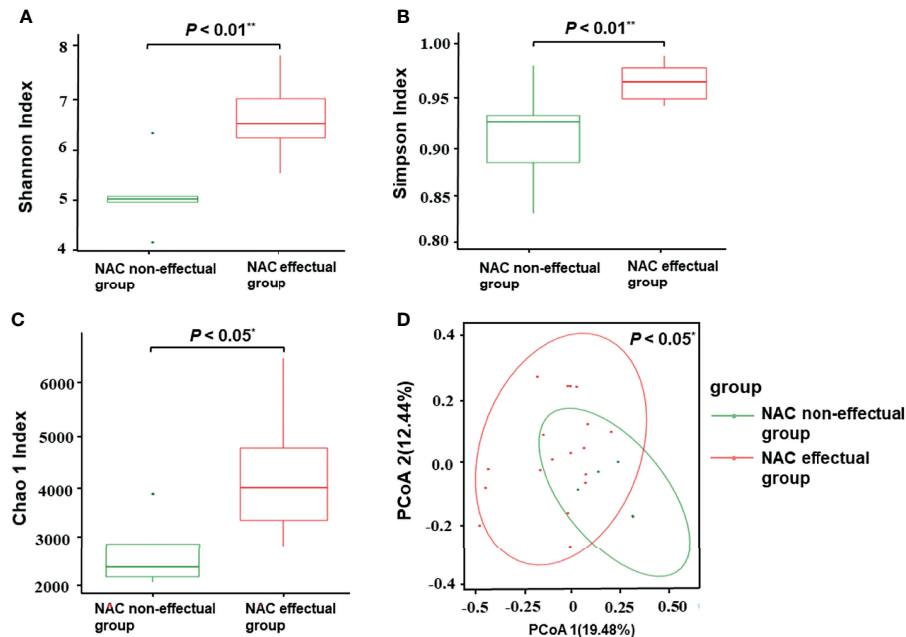 A
P < 0.01**
Shannon Index
8
7
6
5
4
NAC non-effectual
group
NAC effectual
group
B
P < 0.01**
Simpson Index
1.00
0.95
0.90
0.85
0.80
NAC non-effectual
group
NAC effectual
group
C
P < 0.05*
Chao 1 Index
6000
5000
4000
3000
2000
NAC non-effectual group
NAC effectual group
D
P < 0.05*
PCoA 2(12.44%)
0.4
0.2
0.0
-0.2
-0.4
-0.5
-0.25
0
0.25
0.50
PCoA 1(19.48%)
group
NAC non-effectual
group
NAC effectual
group